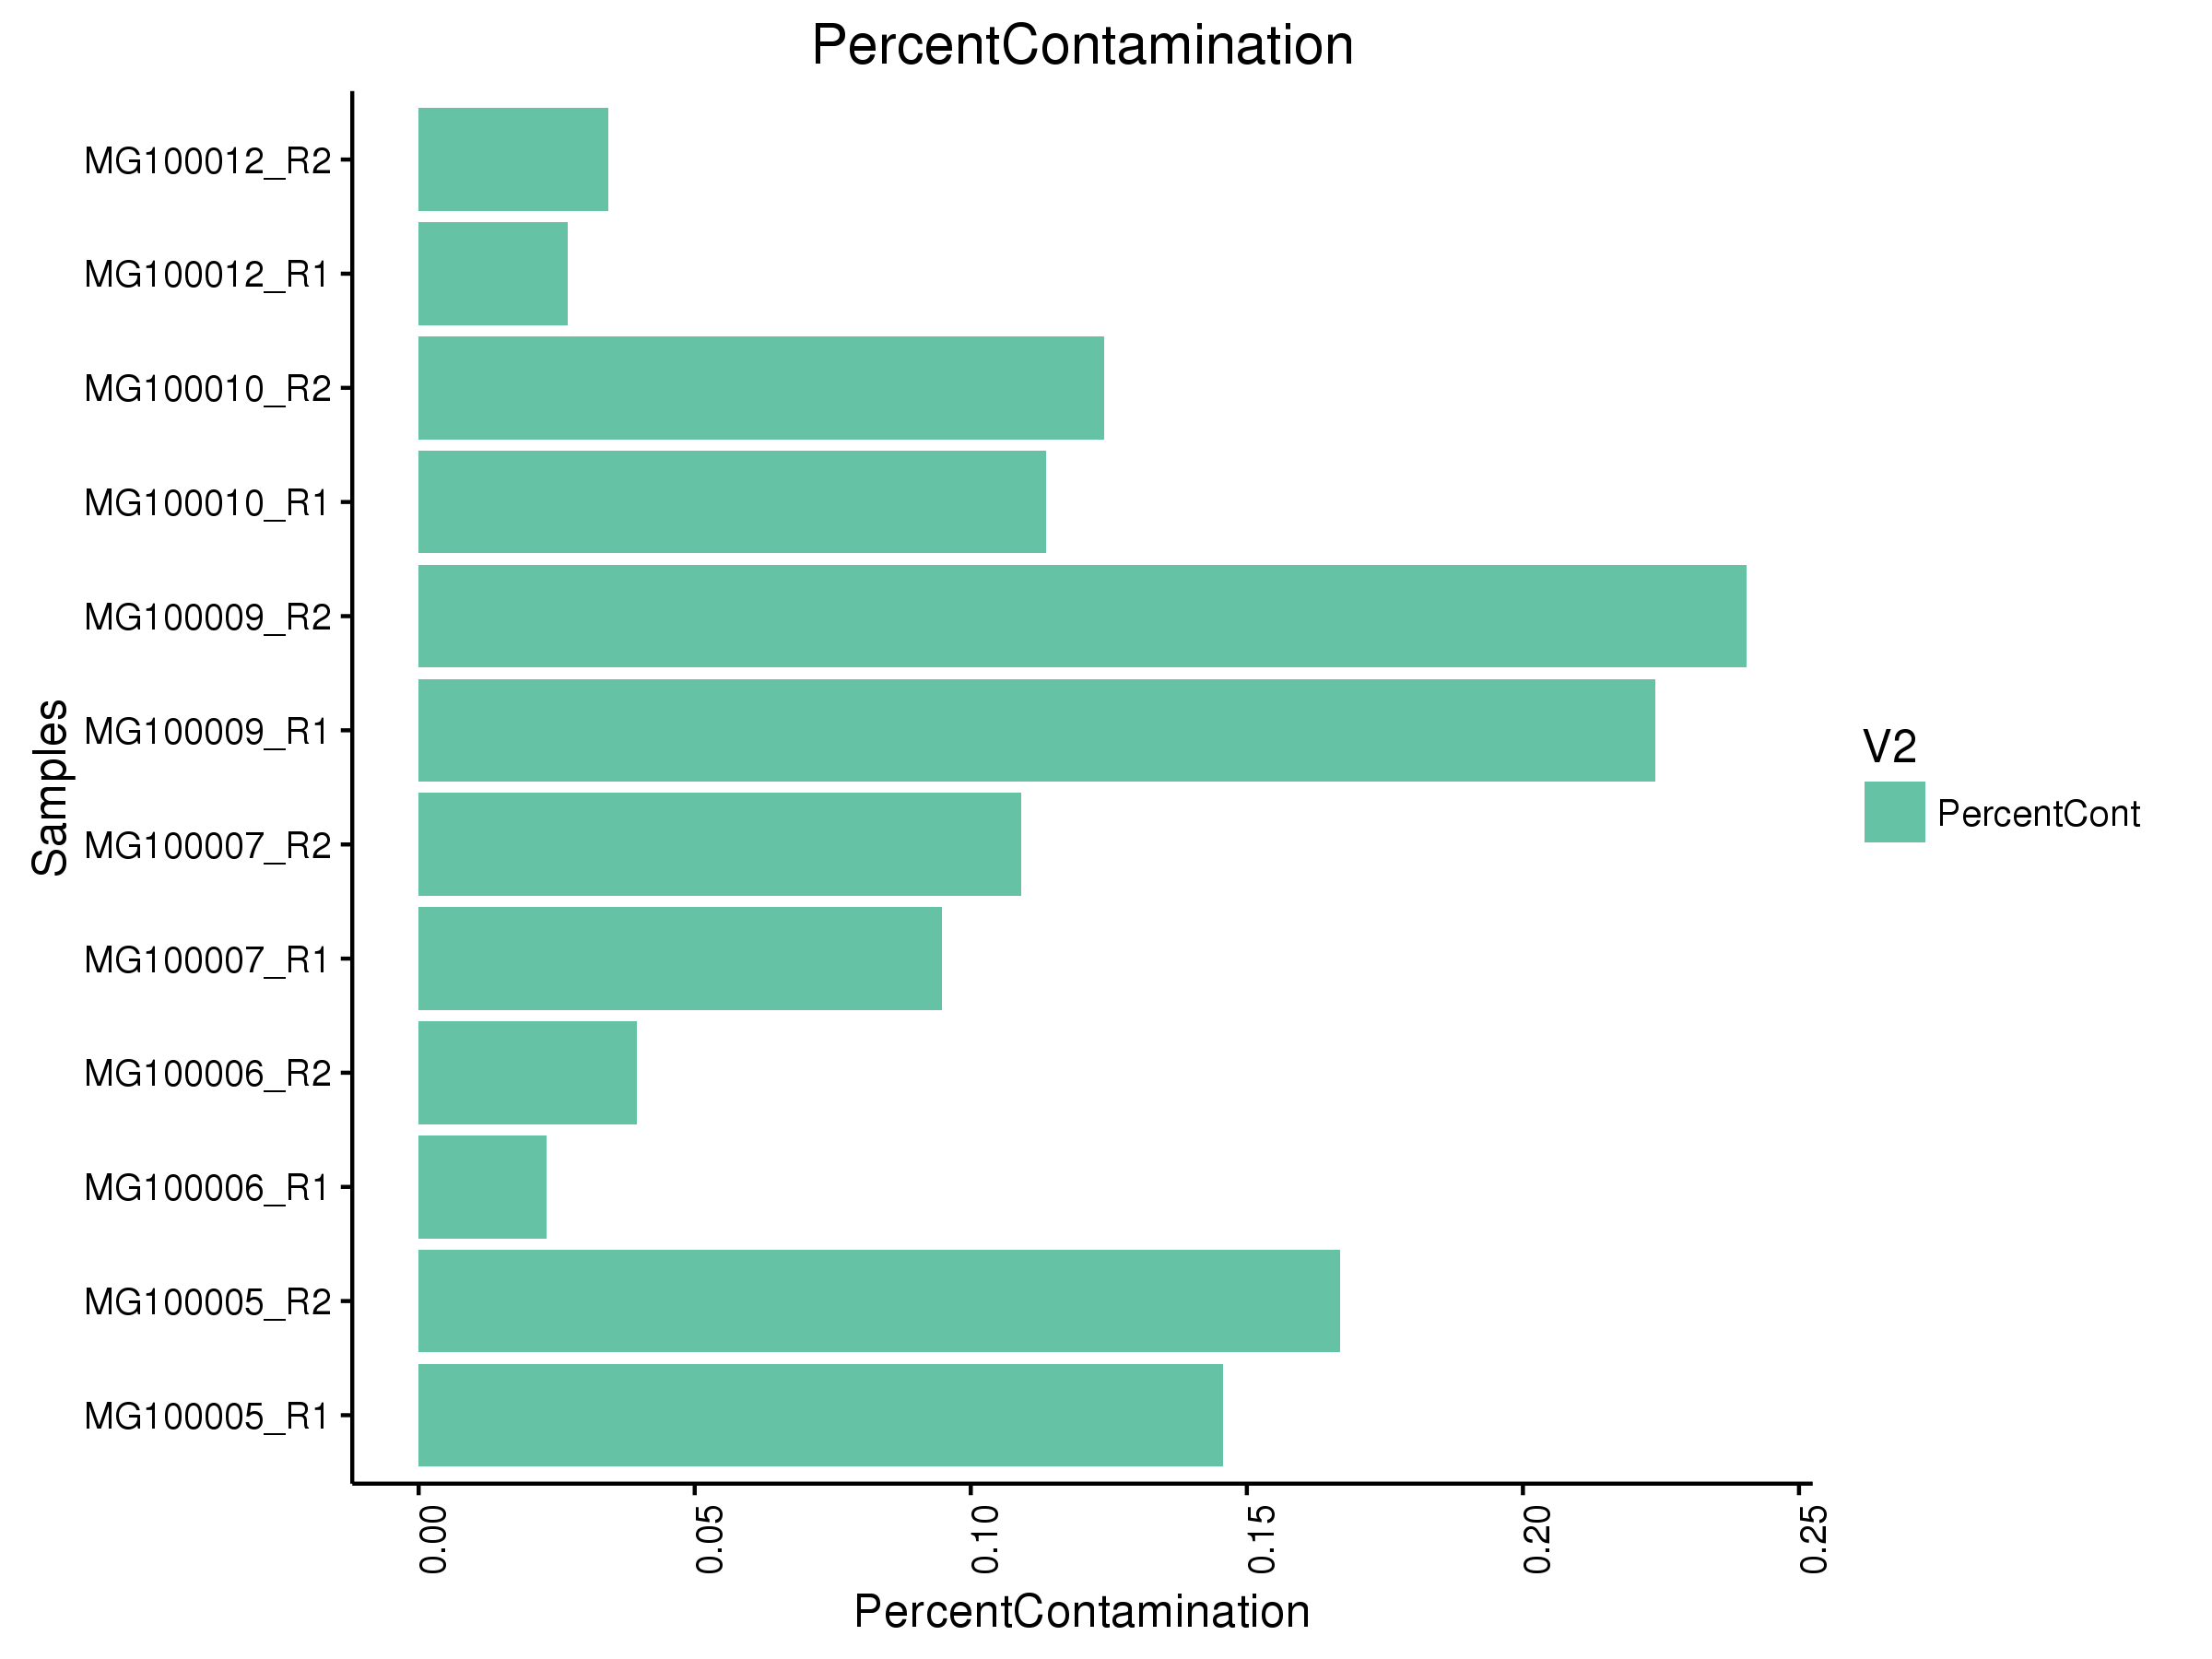 PercentContamination
MG100012_R2
MG100012_R1
MG100010_R2
MG100010_R1
MG100009_R2
MG100009_R1
MG100007_R2
MG100007_R1
MG100006_R2
MG100006_R1
MG100005_R2
MG100005_R1
Samples
0.00
0.05
0.10
0.15
0.20
0.25
PercentContamination
V2
PercentCont